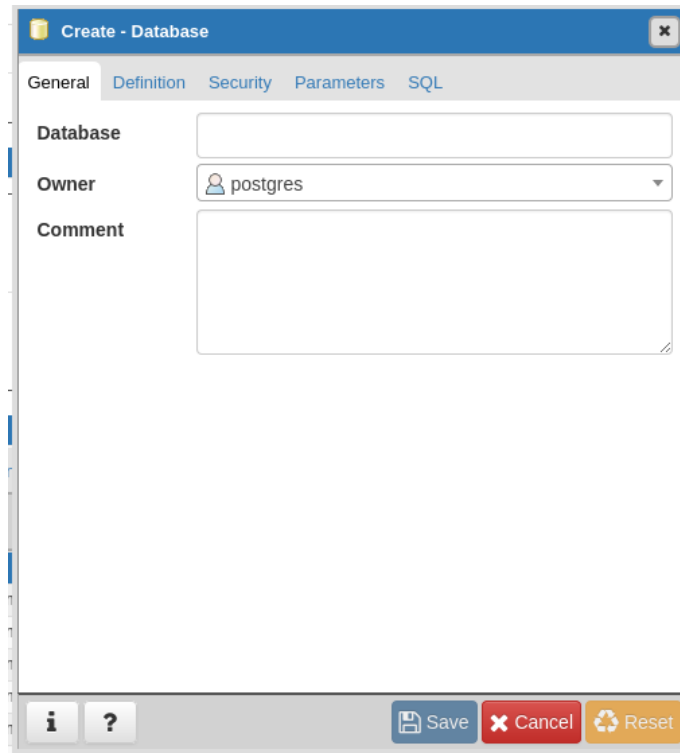 Create - Database
General Definition Security Parameters SQL
Database
Owner postgres
Comment
i ? Save Cancel Reset